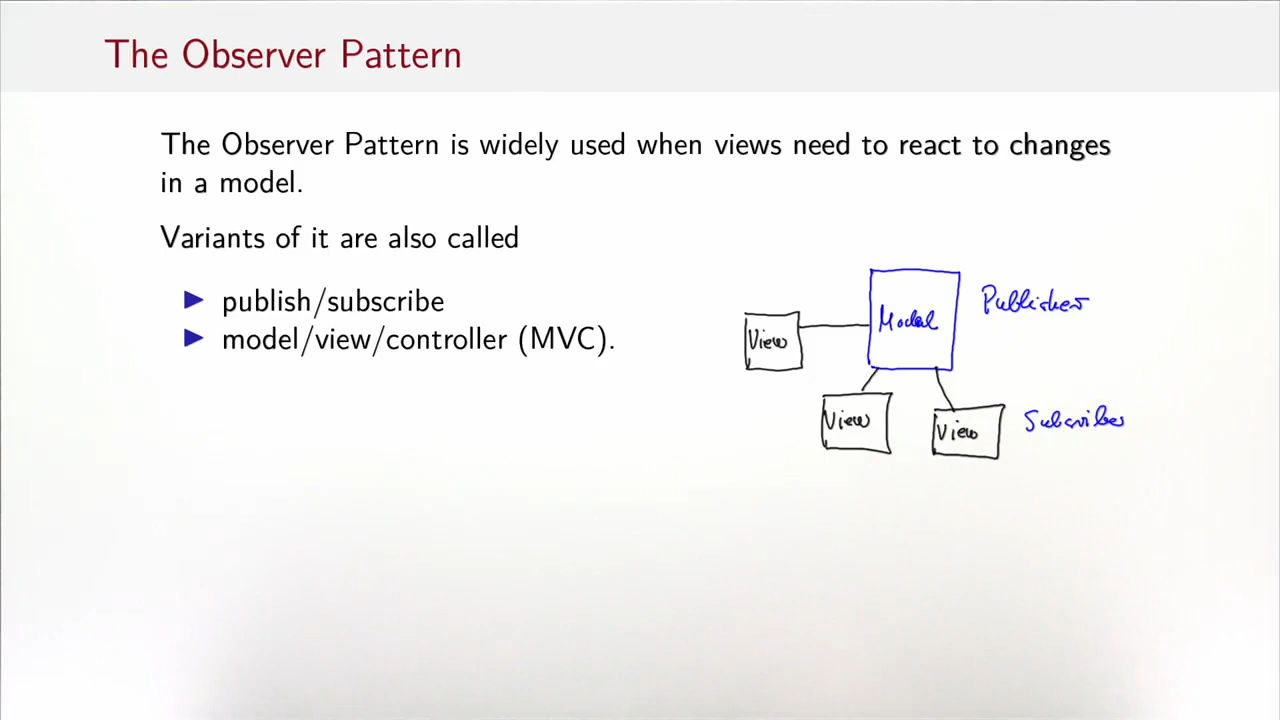 The Observer Pattern
The Observer Pattern is widely used when views need to react to changes
in a model.
Variants of it are also called
publish/subscribe
model/view/controller (MVC).
Model
Publisher
View
View
View
Subscriber